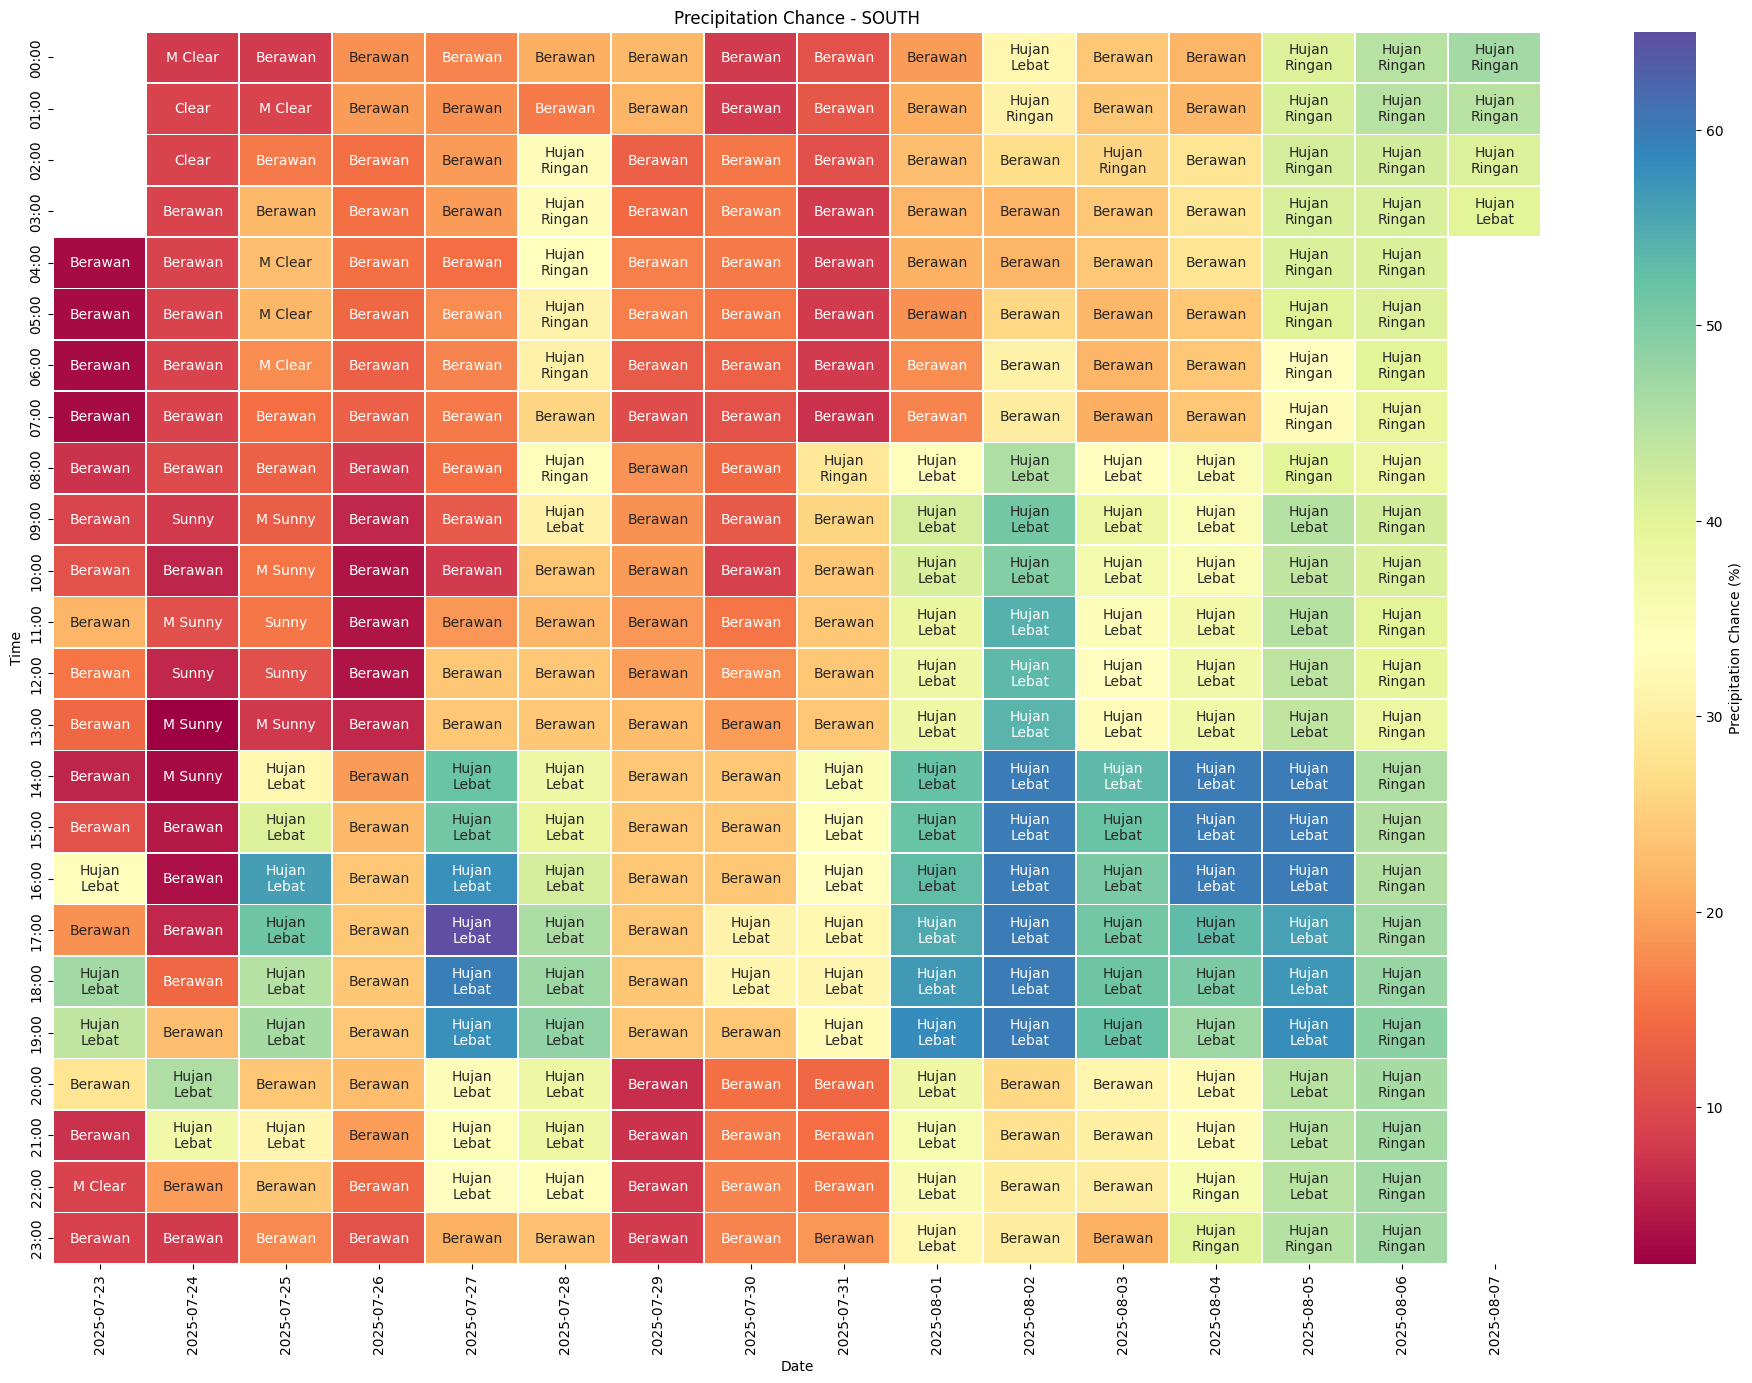 Precipitation Chance - SOUTH
00:00 M Clear Berawan Berawan Berawan Berawan Berawan Berawan Berawan Berawan Hujan Lebat Berawan Berawan Hujan Ringan Hujan Ringan Hujan Ringan
01:00 Clear M Clear Berawan Berawan Berawan Berawan Berawan Berawan Berawan Hujan Ringan Berawan Berawan Hujan Ringan Hujan Ringan Hujan Ringan
02:00 Clear Berawan Berawan Berawan Hujan Ringan Berawan Berawan Berawan Berawan Berawan Hujan Ringan Berawan Hujan Ringan Hujan Ringan Hujan Ringan
03:00 Berawan Berawan Berawan Berawan Hujan Ringan Berawan Berawan Berawan Berawan Berawan Berawan Berawan Hujan Ringan Hujan Ringan Hujan Lebat
04:00 Berawan Berawan M Clear Berawan Berawan Hujan Ringan Berawan Berawan Berawan Berawan Berawan Berawan Berawan Hujan Ringan Hujan Ringan
05:00 Berawan Berawan M Clear Berawan Berawan Hujan Ringan Berawan Berawan Berawan Berawan Berawan Berawan Berawan Hujan Ringan Hujan Ringan
06:00 Berawan Berawan M Clear Berawan Berawan Hujan Ringan Berawan Berawan Berawan Berawan Berawan Berawan Berawan Hujan Ringan Hujan Ringan
07:00 Berawan Berawan Berawan Berawan Berawan Berawan Berawan Berawan Berawan Berawan Berawan Berawan Berawan Hujan Ringan Hujan Ringan
08:00 Berawan Berawan Berawan Berawan Berawan Hujan Ringan Berawan Berawan Hujan Ringan Hujan Lebat Hujan Lebat Hujan Lebat Hujan Lebat Hujan Ringan Hujan Ringan
09:00 Berawan Sunny M Sunny Berawan Berawan Hujan Lebat Berawan Berawan Berawan Hujan Lebat Hujan Lebat Hujan Lebat Hujan Lebat Hujan Lebat Hujan Ringan
10:00 Berawan Berawan M Sunny Berawan Berawan Berawan Berawan Berawan Berawan Hujan Lebat Hujan Lebat Hujan Lebat Hujan Lebat Hujan Lebat Hujan Ringan
11:00 Berawan M Sunny Sunny Berawan Berawan Berawan Berawan Berawan Berawan Hujan Lebat Hujan Lebat Hujan Lebat Hujan Lebat Hujan Lebat Hujan Ringan
12:00 Berawan Sunny Sunny Berawan Berawan Berawan Berawan Berawan Berawan Hujan Lebat Hujan Lebat Hujan Lebat Hujan Lebat Hujan Lebat Hujan Ringan
13:00 Berawan M Sunny M Sunny Berawan Berawan Berawan Berawan Berawan Berawan Hujan Lebat Hujan Lebat Hujan Lebat Hujan Lebat Hujan Lebat Hujan Ringan
14:00 Berawan M Sunny Hujan Lebat Berawan Hujan Lebat Hujan Lebat Berawan Berawan Hujan Lebat Hujan Lebat Hujan Lebat Hujan Lebat Hujan Lebat Hujan Lebat Hujan Ringan
15:00 Berawan Berawan Hujan Lebat Berawan Hujan Lebat Hujan Lebat Berawan Berawan Hujan Lebat Hujan Lebat Hujan Lebat Hujan Lebat Hujan Lebat Hujan Lebat Hujan Ringan
16:00 Hujan Lebat Berawan Hujan Lebat Berawan Hujan Lebat Hujan Lebat Berawan Berawan Hujan Lebat Hujan Lebat Hujan Lebat Hujan Lebat Hujan Lebat Hujan Lebat Hujan Ringan
17:00 Berawan Berawan Hujan Lebat Berawan Hujan Lebat Hujan Lebat Berawan Hujan Lebat Hujan Lebat Hujan Lebat Hujan Lebat Hujan Lebat Hujan Lebat Hujan Lebat Hujan Ringan
18:00 Hujan Lebat Berawan Hujan Lebat Berawan Hujan Lebat Hujan Lebat Berawan Hujan Lebat Hujan Lebat Hujan Lebat Hujan Lebat Hujan Lebat Hujan Lebat Hujan Lebat Hujan Ringan
19:00 Hujan Lebat Berawan Hujan Lebat Berawan Hujan Lebat Hujan Lebat Berawan Berawan Hujan Lebat Hujan Lebat Hujan Lebat Hujan Lebat Hujan Lebat Hujan Lebat Hujan Ringan
20:00 Berawan Hujan Lebat Berawan Berawan Hujan Lebat Hujan Lebat Berawan Berawan Berawan Hujan Lebat Berawan Berawan Hujan Lebat Hujan Lebat Hujan Ringan
21:00 Berawan Hujan Lebat Hujan Lebat Berawan Hujan Lebat Hujan Lebat Berawan Berawan Berawan Hujan Lebat Berawan Berawan Hujan Lebat Hujan Lebat Hujan Ringan
22:00 M Clear Berawan Berawan Berawan Hujan Lebat Hujan Lebat Berawan Berawan Berawan Hujan Lebat Berawan Berawan Hujan Ringan Hujan Lebat Hujan Ringan
23:00 Berawan Berawan Berawan Berawan Berawan Berawan Berawan Berawan Berawan Hujan Lebat Berawan Berawan Hujan Ringan Hujan Ringan Hujan Ringan
Time
2025-07-23 2025-07-24 2025-07-25 2025-07-26 2025-07-27 2025-07-28 2025-07-29 2025-07-30 2025-07-31 2025-08-01 2025-08-02 2025-08-03 2025-08-04 2025-08-05 2025-08-06 2025-08-07
Date
60
50
40
30
20
10
Precipitation Chance (%)